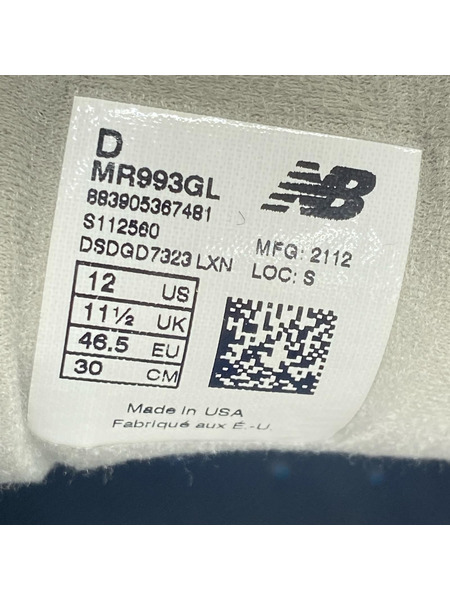 D
MR993GL
883905367481
S112560
DSDGD7323 LXN
NB
MFG: 2112
LOC: S
12 US
11½ UK
46.5 EU
30 CM
Made in USA
Fabriqué aux É.-U.